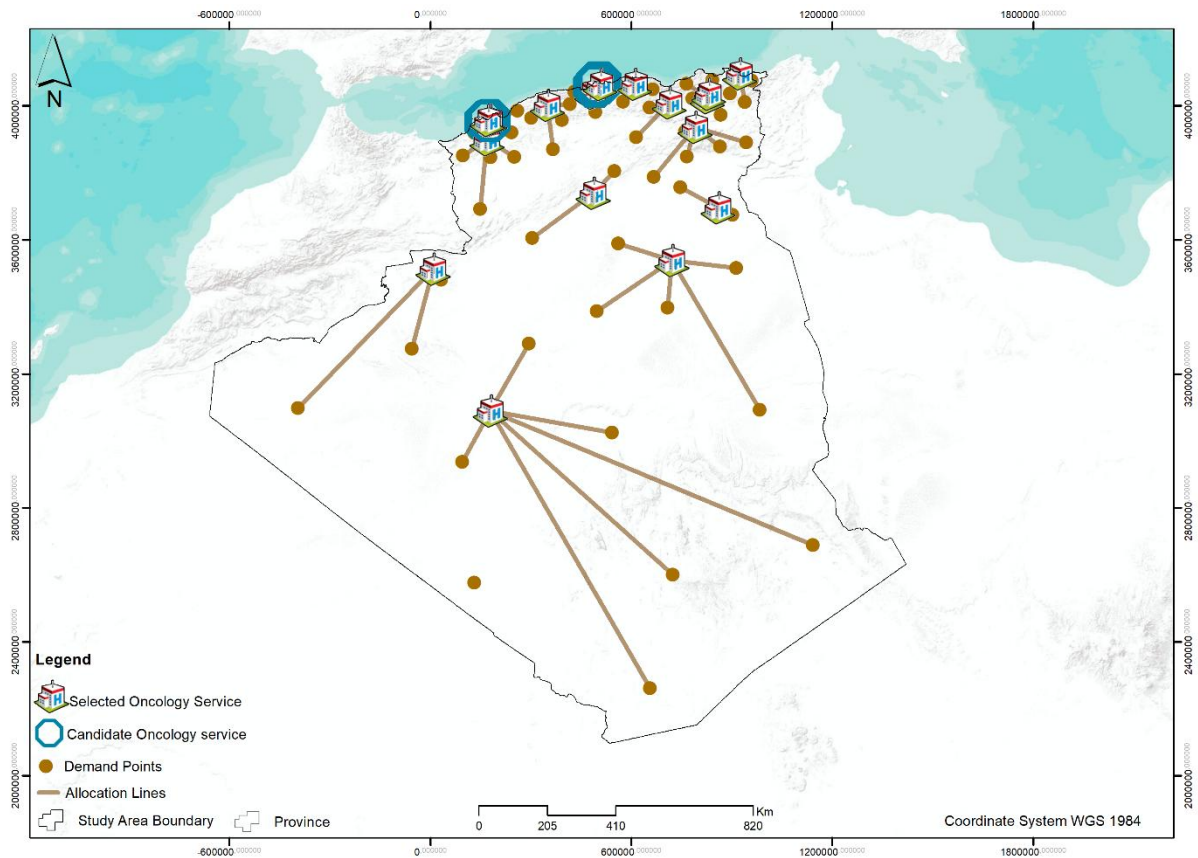 -600000.000000 0.000000 600000.000000 1200000.000000 1800000.000000
4000000.000000 4000000.000000
N
3600000.000000 3600000.000000
3200000.000000 3200000.000000
2800000.000000 2800000.000000
2400000.000000 2400000.000000
2000000.000000 2000000.000000
H
H
H
H
H
H
H
H
H
H
H
H
H
H
Legend
H Selected Oncology Service
Candidate Oncology service
Demand Points
Allocation Lines
Study Area Boundary Province
Km
0 205 410 820
Coordinate System WGS 1984
-600000.000000 0.000000 600000.000000 1200000.000000 1800000.000000